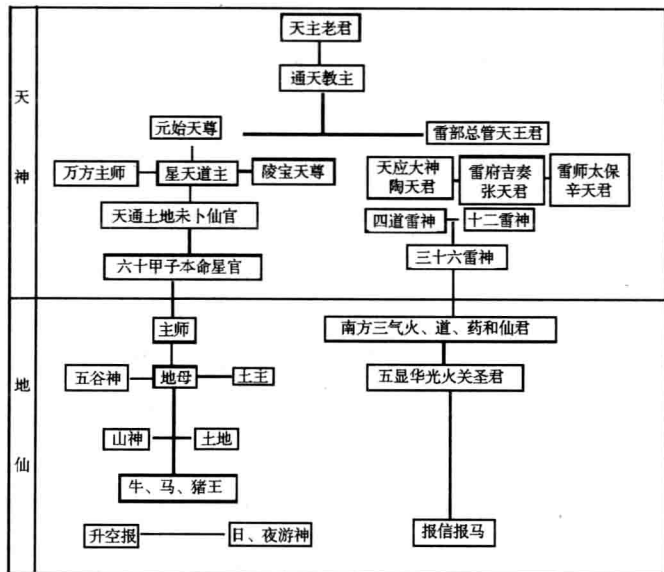 天主老君
通天教主
天
神
元始天尊
雷部总管天王君
万方主师
星天道主
陵宝天尊
天应大神
陶天君
雷府吉奏
张天君
雷师太保
辛天君
天通土地未卜仙官
四道雷神
十二雷神
六十甲子本命星官
三十六雷神
地
仙
主师
南方三气火、道、药和仙君
五谷神
地母
土王
五显华光火关圣君
山神
土地
牛、马、猪王
升空报
日、夜游神
报信报马